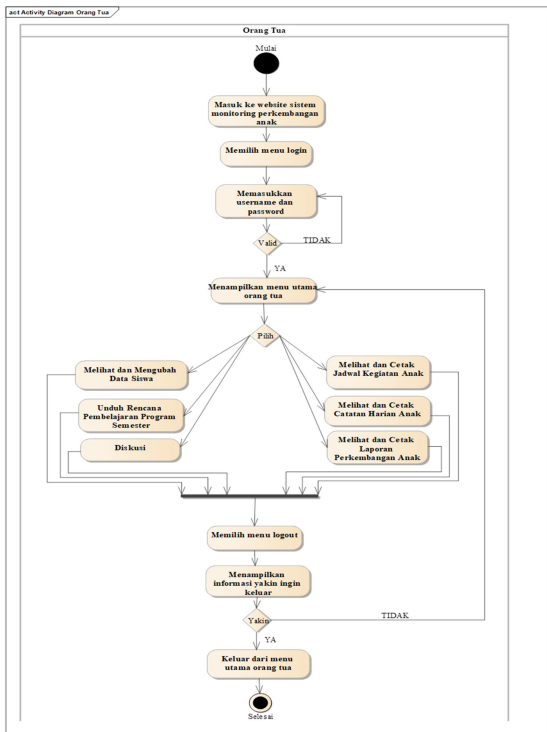 act Activity Diagram Orang Tua
Orang Tua
Mulai
Masuk ke website sistem
monitoring perkembangan
anak
Memilih menu login
Memasukkan
username dan
password
Valid
TIDAK
YA
Menampilkan menu utama
orang tua
Pilih
Melihat dan Mengubah
Data Siswa
Unduh Rencana
Pembelajaran Program
Semester
Diskusi
Melihat dan Cetak
Jadwal Kegiatan Anak
Melihat dan Cetak
Catatan Harian Anak
Melihat dan Cetak
Laporan
Perkembangan Anak
Memilih menu logout
Menampilkan
informasi yakin ingin
keluar
Yakin
TIDAK
YA
Keluar dari menu
utama orang tua
Selesai